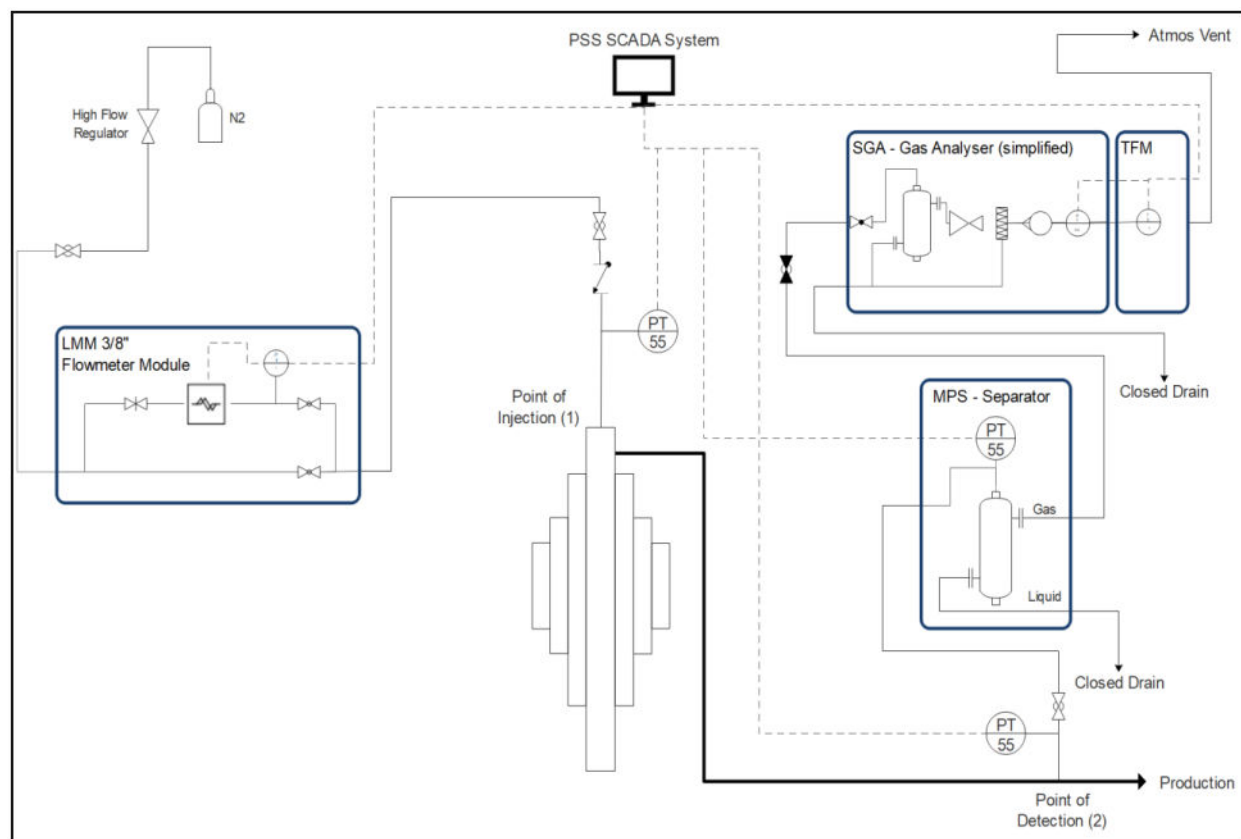 PSS SCADA System
Atmos Vent
High Flow
Regulator
N2
SGA - Gas Analyser (simplified)
TFM
LMM 3/8"
Flowmeter Module
PT
55
Point of
Injection (1)
Closed Drain
MPS - Separator
PT
55
Gas
Liquid
Closed Drain
PT
55
Production
Point of
Detection (2)